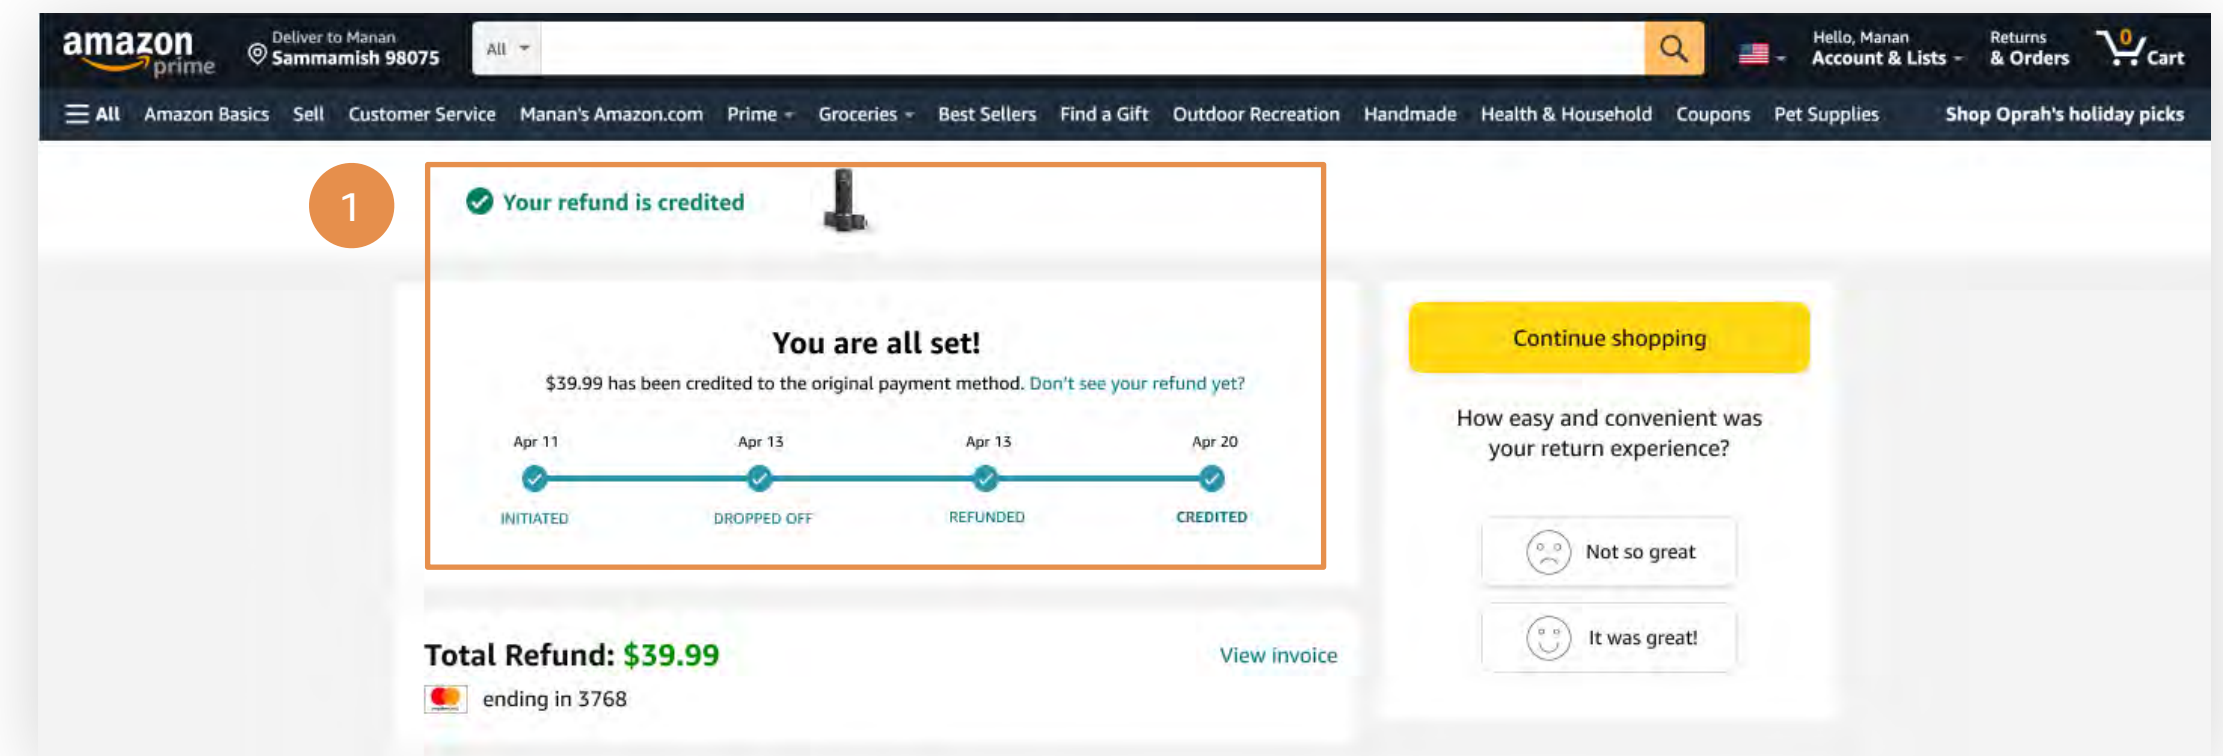 amazon
prime
Deliver to Manan
Sammamish 98075
All
Hello, Manan
Account & Lists
Returns
& Orders
0
Cart
All
Amazon Basics
Sell
Customer Service
Manan's Amazon.com
Prime
Groceries
Best Sellers
Find a Gift
Outdoor Recreation
Handmade
Health & Household
Coupons
Pet Supplies
Shop Oprah's holiday picks
1
Your refund is credited
You are all set!
$39.99 has been credited to the original payment method. Don't see your refund yet?
Apr 11
Apr 13
Apr 13
Apr 20
INITIATED
DROPPED OFF
REFUNDED
CREDITED
Continue shopping
How easy and convenient was
your return experience?
Not so great
It was great!
Total Refund: $39.99
View invoice
ending in 3768